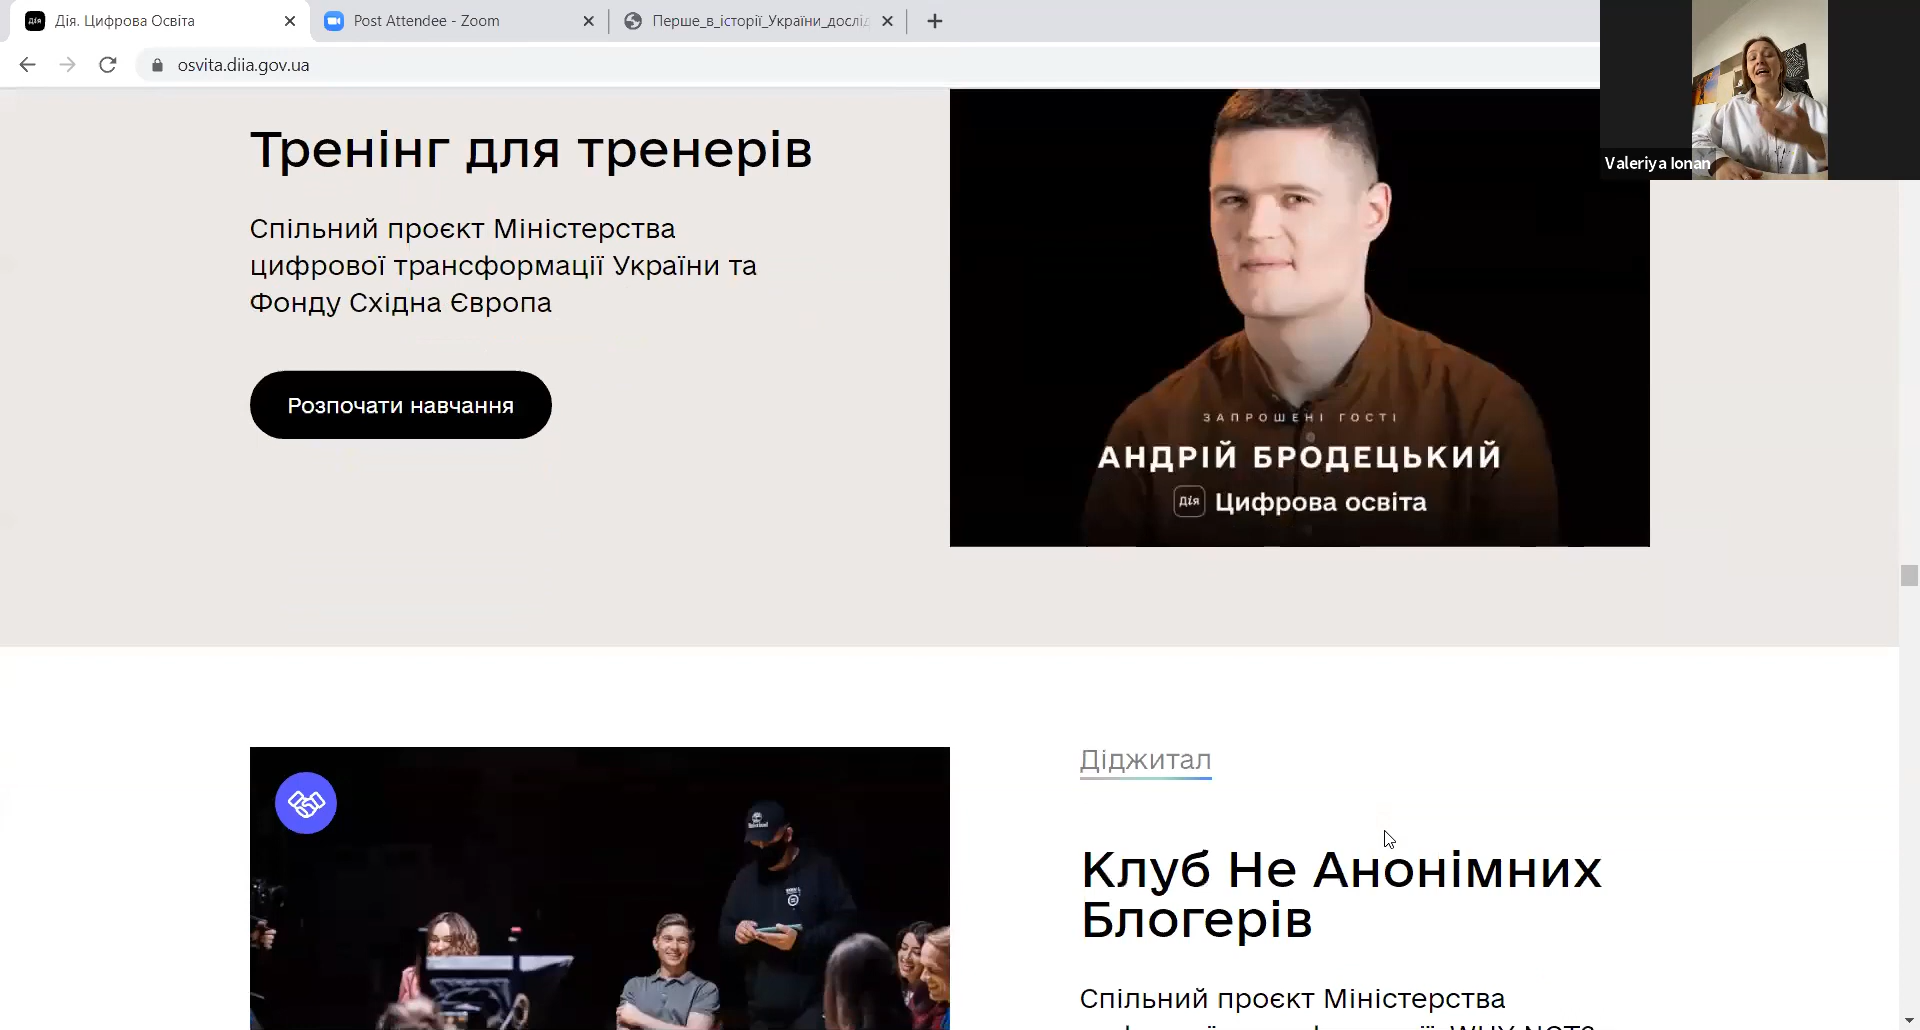 Дія. Цифрова Освіта
Post Attendee - Zoom
Перше_в_історії_України_дослід
osvita.diia.gov.ua
Valeriya Ionan
Тренінг для тренерів
Спільний проєкт Міністерства
цифрової трансформації України та
Фонду Східна Європа
Розпочати навчання
ЗАПРОШЕНІ ГОСТІ
АНДРІЙ БРОДЕЦЬКИЙ
Дія Цифрова освіта
Діджитал
Клуб Не Анонімних
Блогерів
Спільний проєкт Міністерства